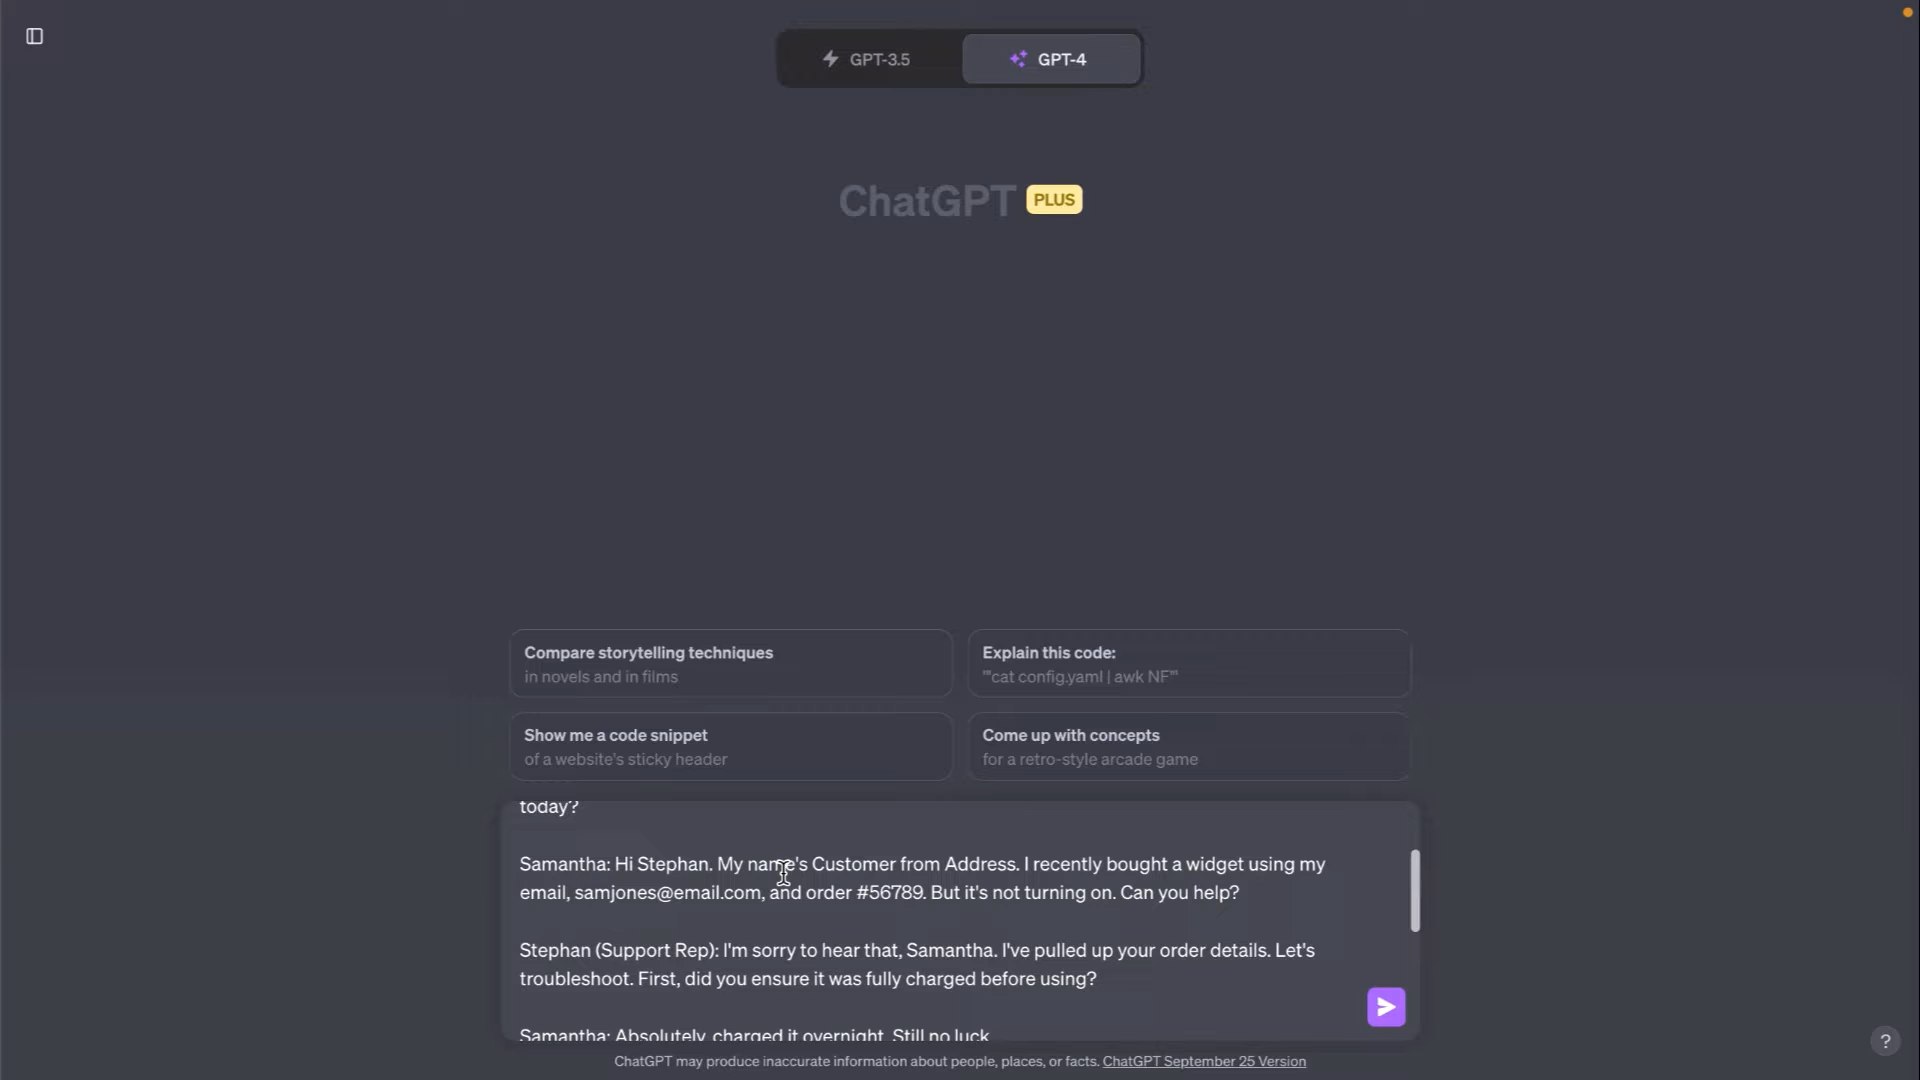 GPT-3.5
GPT-4
ChatGPT PLUS
Compare storytelling techniques
in novels and in films
Explain this code:
"'cat config.yaml | awk NF'"
Show me a code snippet
of a website's sticky header
Come up with concepts
for a retro-style arcade game
today?
Samantha: Hi Stephan. My name's Customer from Address. I recently bought a widget using my
email, samjones@email.com, and order #56789. But it's not turning on. Can you help?
Stephan (Support Rep): I'm sorry to hear that, Samantha. I've pulled up your order details. Let's
troubleshoot. First, did you ensure it was fully charged before using?
Samantha: Absolutely, charged it overnight. Still no luck
ChatGPT may produce inaccurate information about people, places, or facts. ChatGPT September 25 Version
?